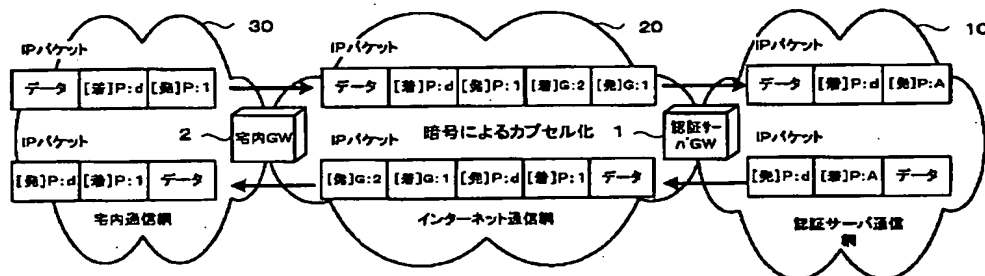 30
IPパケット
データ [着]P:d [発]P:1
2
宅内GW
IPパケット
[発]P:d [着]P:1 データ
宅内通信網
20
IPパケット
データ [着]P:d [発]P:1 [着]G:2 [発]G:1
暗号によるカプセル化
IPパケット
[発]G:2 [着]G:1 [発]P:d [着]P:1 データ
インターネット通信網
10
IPパケット
データ [着]P:d [発]P:A
1
認証サー
バGW
IPパケット
[発]P:d [着]P:A データ
認証サーバ通信
網